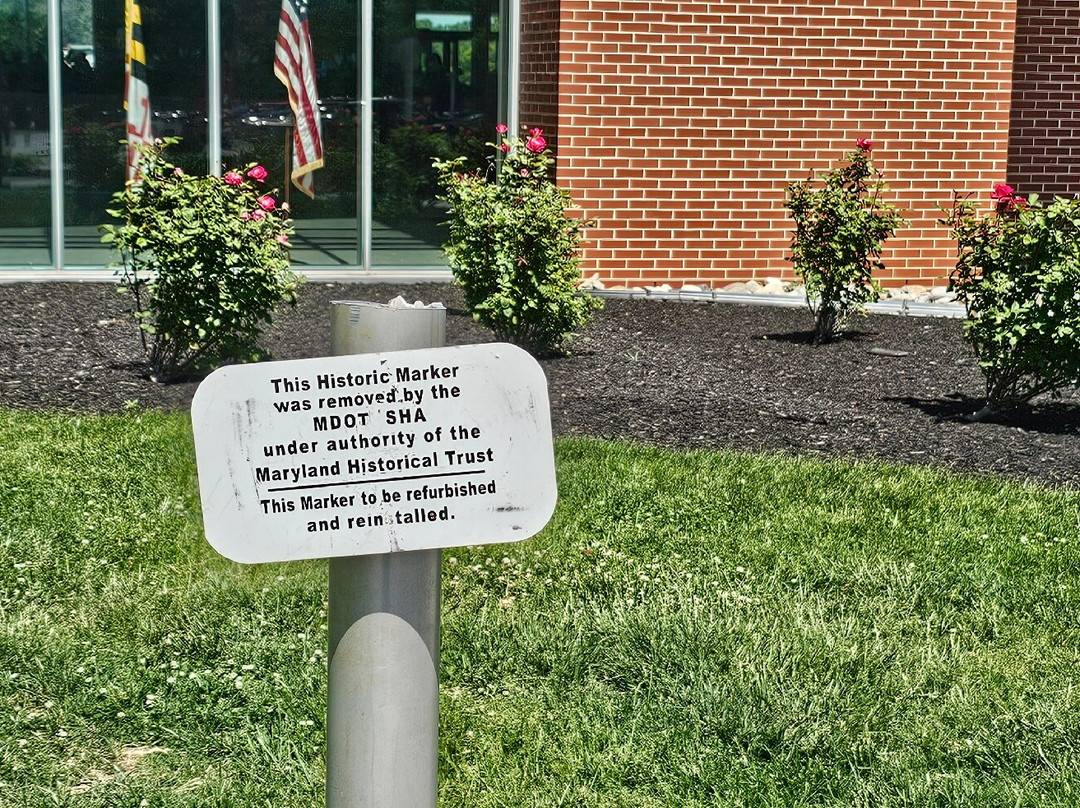 This Historic Marker
was removed by the
MDOT SHA
under authority of the
Maryland Historical Trust
This Marker to be refurbished
and reinstalled.